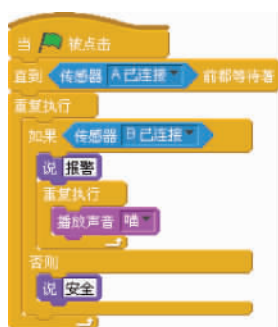 当 被点击
直到 传感器 A已连接 前都等待着
重复执行
如果 传感器 B已连接
说 报警
重复执行
播放声音 喵
否则
说 安全